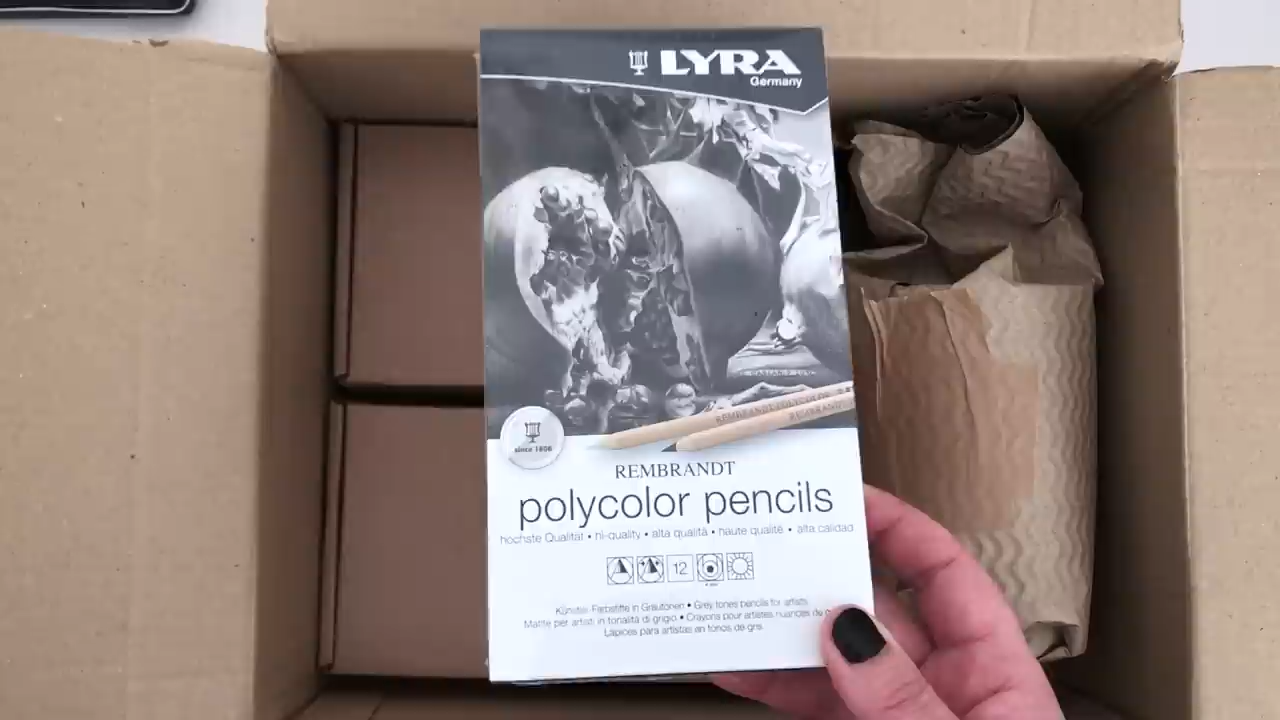 LYRA
Germany
REMBRANDT POLYCOLOR
REMBRANDT
since 1806
REMBRANDT
polycolor pencils
höchste Qualität • hi-quality • alta qualità • haute qualité • alta calidad
12
Künstler-Farbstifte in Grautönen • Grey tones pencils for artists
Matite per artisti in tonalità di grigio • Crayons pour artistes nuances de
Lápices para artistas en tonos de gris